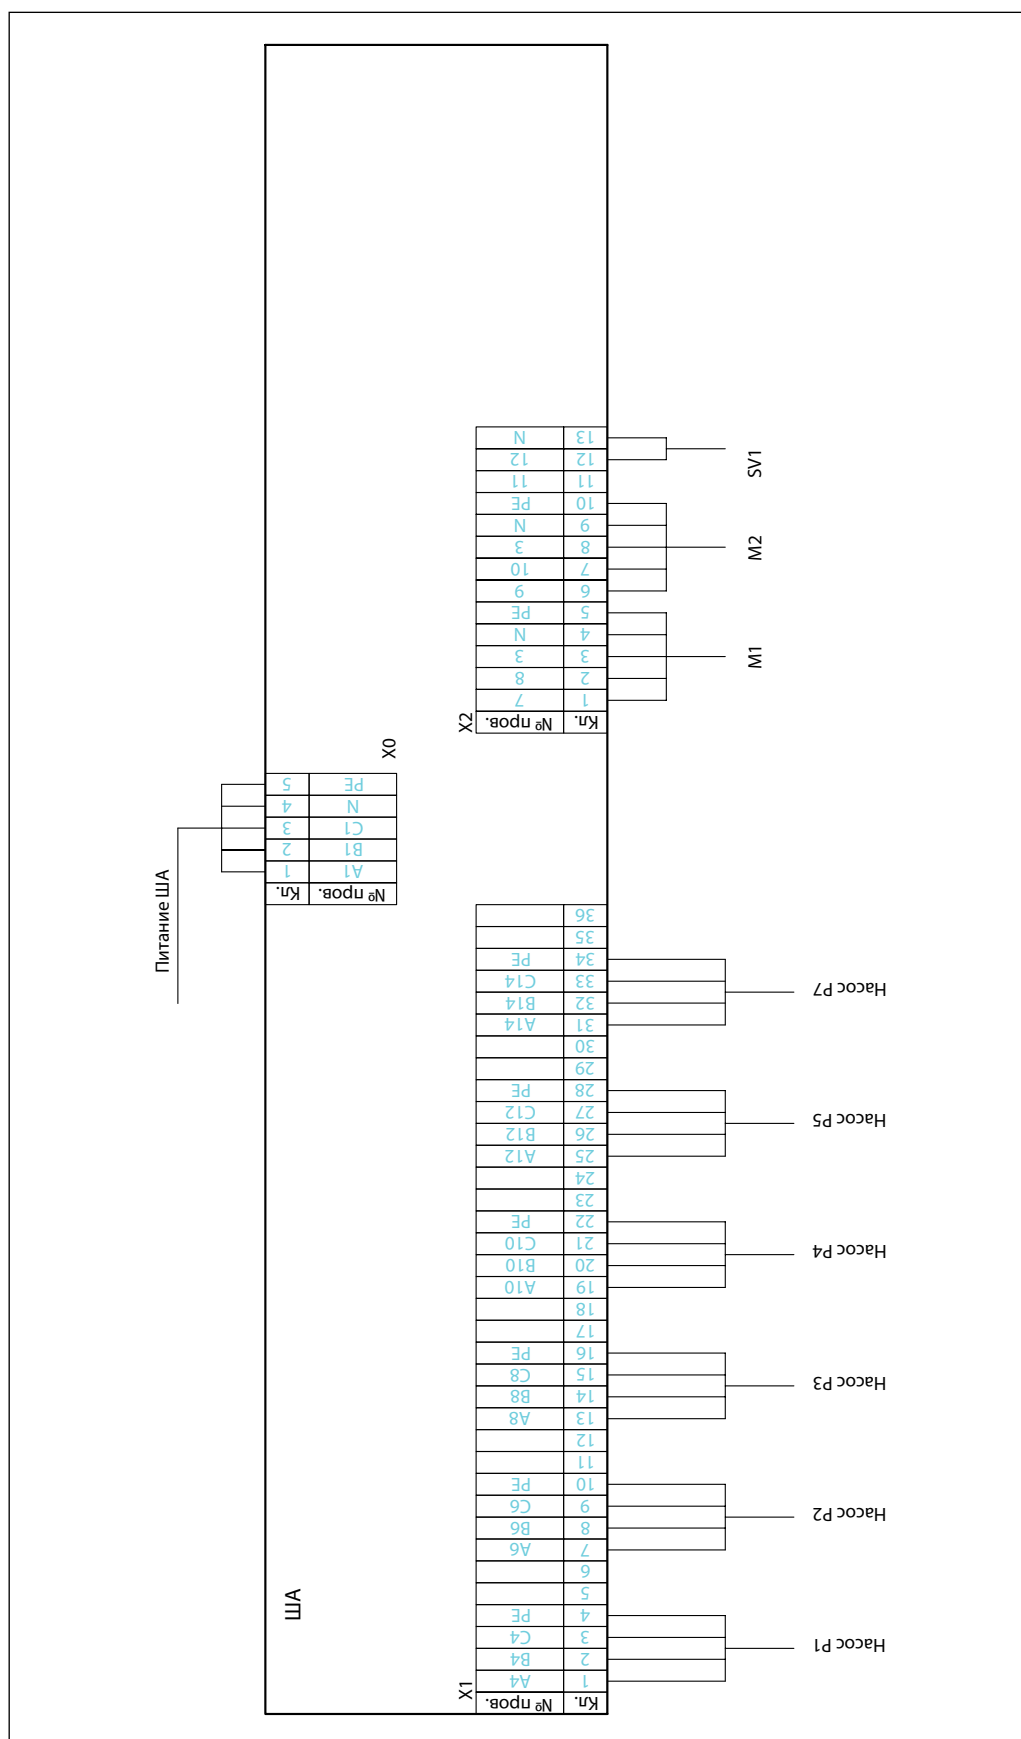 ША
Питание ША
X0
Кл. № пров.
1 A1
2 B1
3 C1
4 N
5 PE
X1
Кл. № пров.
1 A4
2 B4
3 C4
4 PE
5
6
7 A6
8 B6
9 C6
10 PE
11
12
13 A8
14 B8
15 C8
16 PE
17
18
19 A10
20 B10
21 C10
22 PE
23
24
25 A12
26 B12
27 C12
28 PE
29
30
31 A14
32 B14
33 C14
34 PE
35
36
Насос P1
Насос P2
Насос P3
Насос P4
Насос P5
Насос P7
X2
Кл. № пров.
1 7
2 8
3 3
4 N
5 PE
6 9
7 10
8 3
9 N
10 PE
11 11
12 12
13 N
M1
M2
SV1